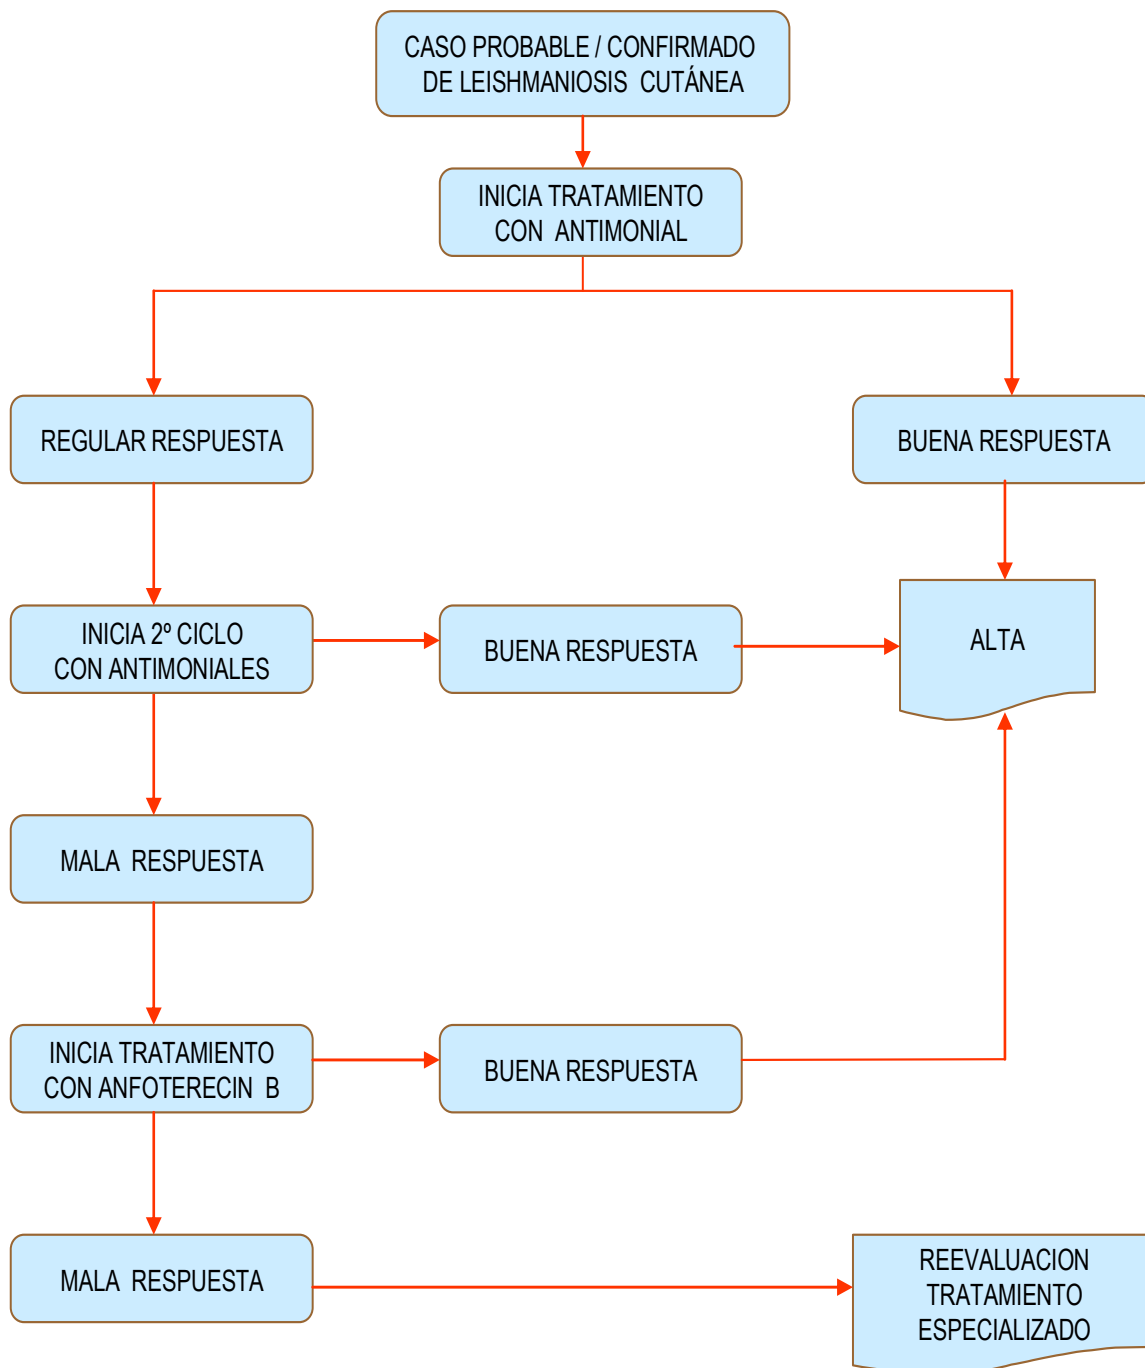 CASO PROBABLE / CONFIRMADO
DE LEISHMANIOSIS CUTÁNEA
INICIA TRATAMIENTO
CON ANTIMONIAL
REGULAR RESPUESTA
BUENA RESPUESTA
INICIA 2º CICLO
CON ANTIMONIALES
BUENA RESPUESTA
ALTA
MALA RESPUESTA
INICIA TRATAMIENTO
CON ANFOTERECIN B
BUENA RESPUESTA
MALA RESPUESTA
REEVALUACION
TRATAMIENTO
ESPECIALIZADO